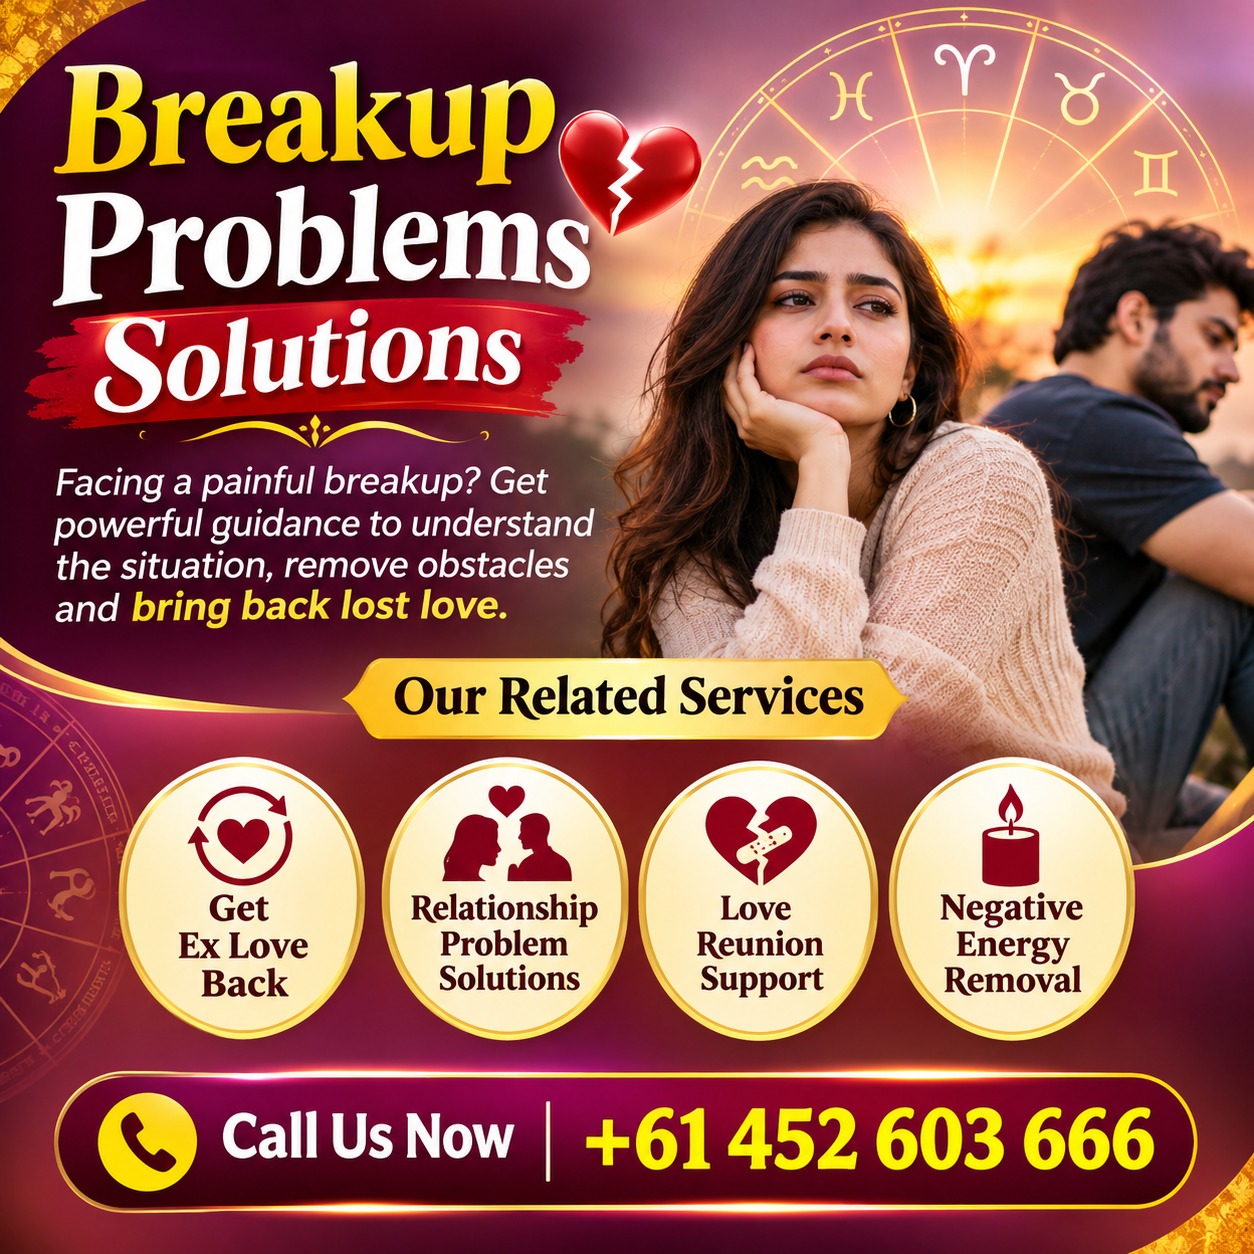 Breakup
Problems
Solutions
Facing a painful breakup? Get
powerful guidance to understand
the situation, remove obstacles
and bring back lost love.
Our Related Services
Get
Ex Love
Back
Relationship
Problem
Solutions
Love
Reunion
Support
Negative
Energy
Removal
Call Us Now
+61 452 603 666